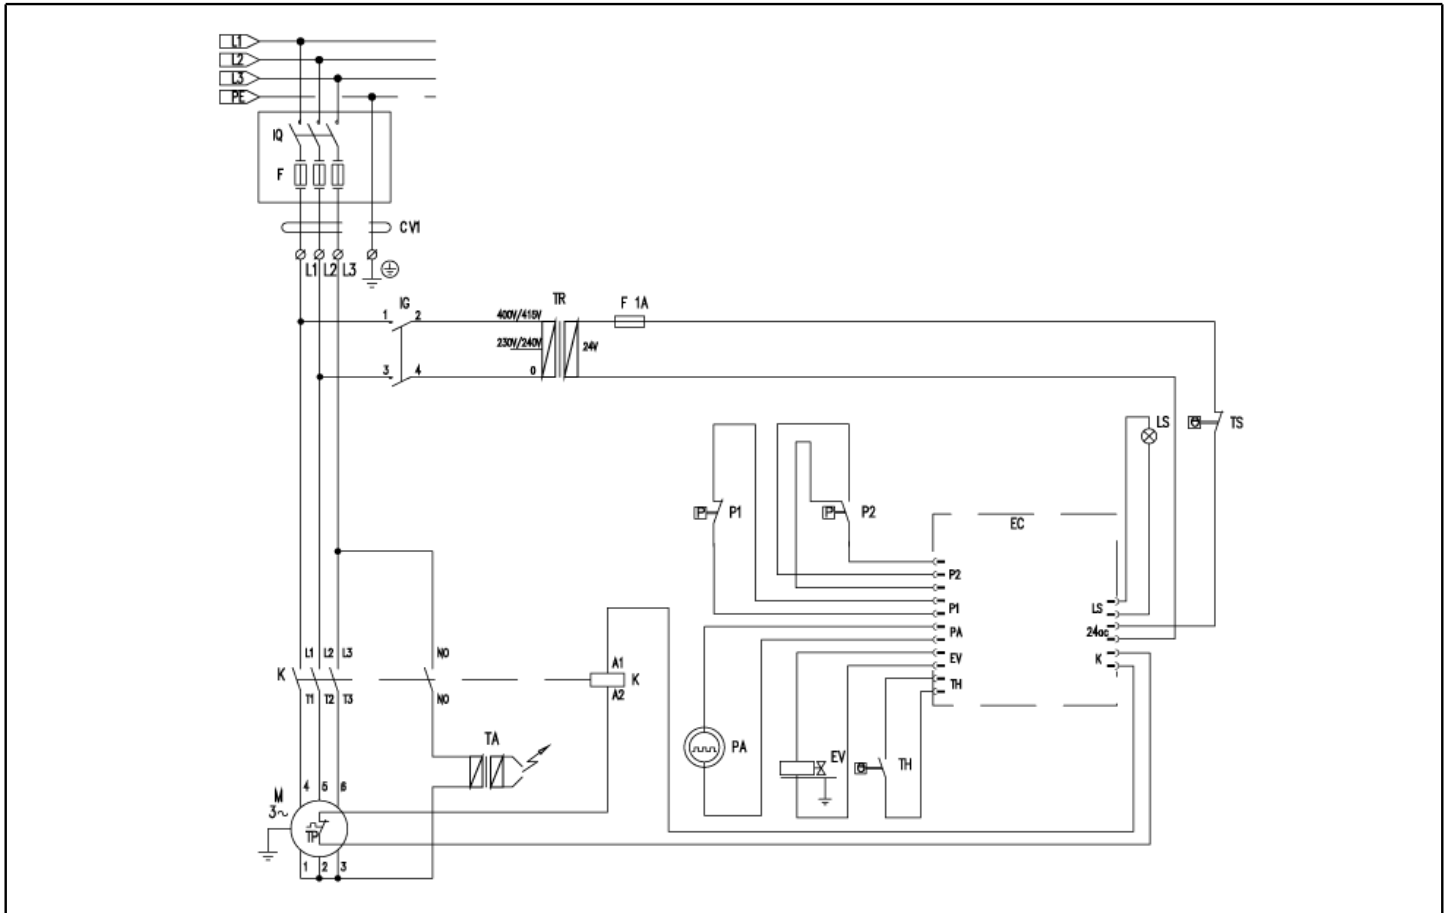 L1
L2
L3
PE
IQ
F
CV1
L1 L2 L3
IG
1 2
3 4
TR
400V/415V
230V/240V
0
24V
F 1A
LS
TS
P
P1
P
P2
EC
P2
P1
PA
EV
TH
LS
24ac
K
K
L1 L2 L3
T1 T2 T3
NO
NO
A1
K
A2
TA
PA
EV
TH
M
3~
4 5 6
TP
1 2 3